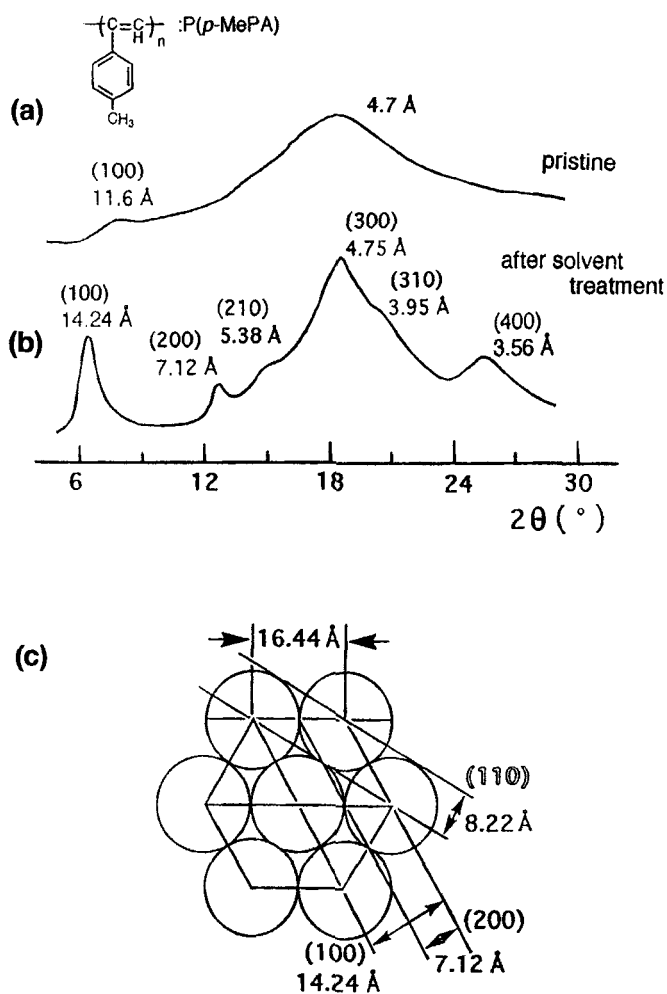 -(C=C)-n :P(p-MePA)
H
CH₃
(a)
4.7 Å
pristine
(100)
11.6 Å
(300)
4.75 Å
after solvent
treatment
(310)
3.95 Å
(100)
14.24 Å
(210)
5.38 Å
(200)
7.12 Å
(400)
3.56 Å
(b)
6 12 18 24 30
2θ ( ° )
(c)
16.44 Å
(110)
8.22 Å
(200)
7.12 Å
(100)
14.24 Å